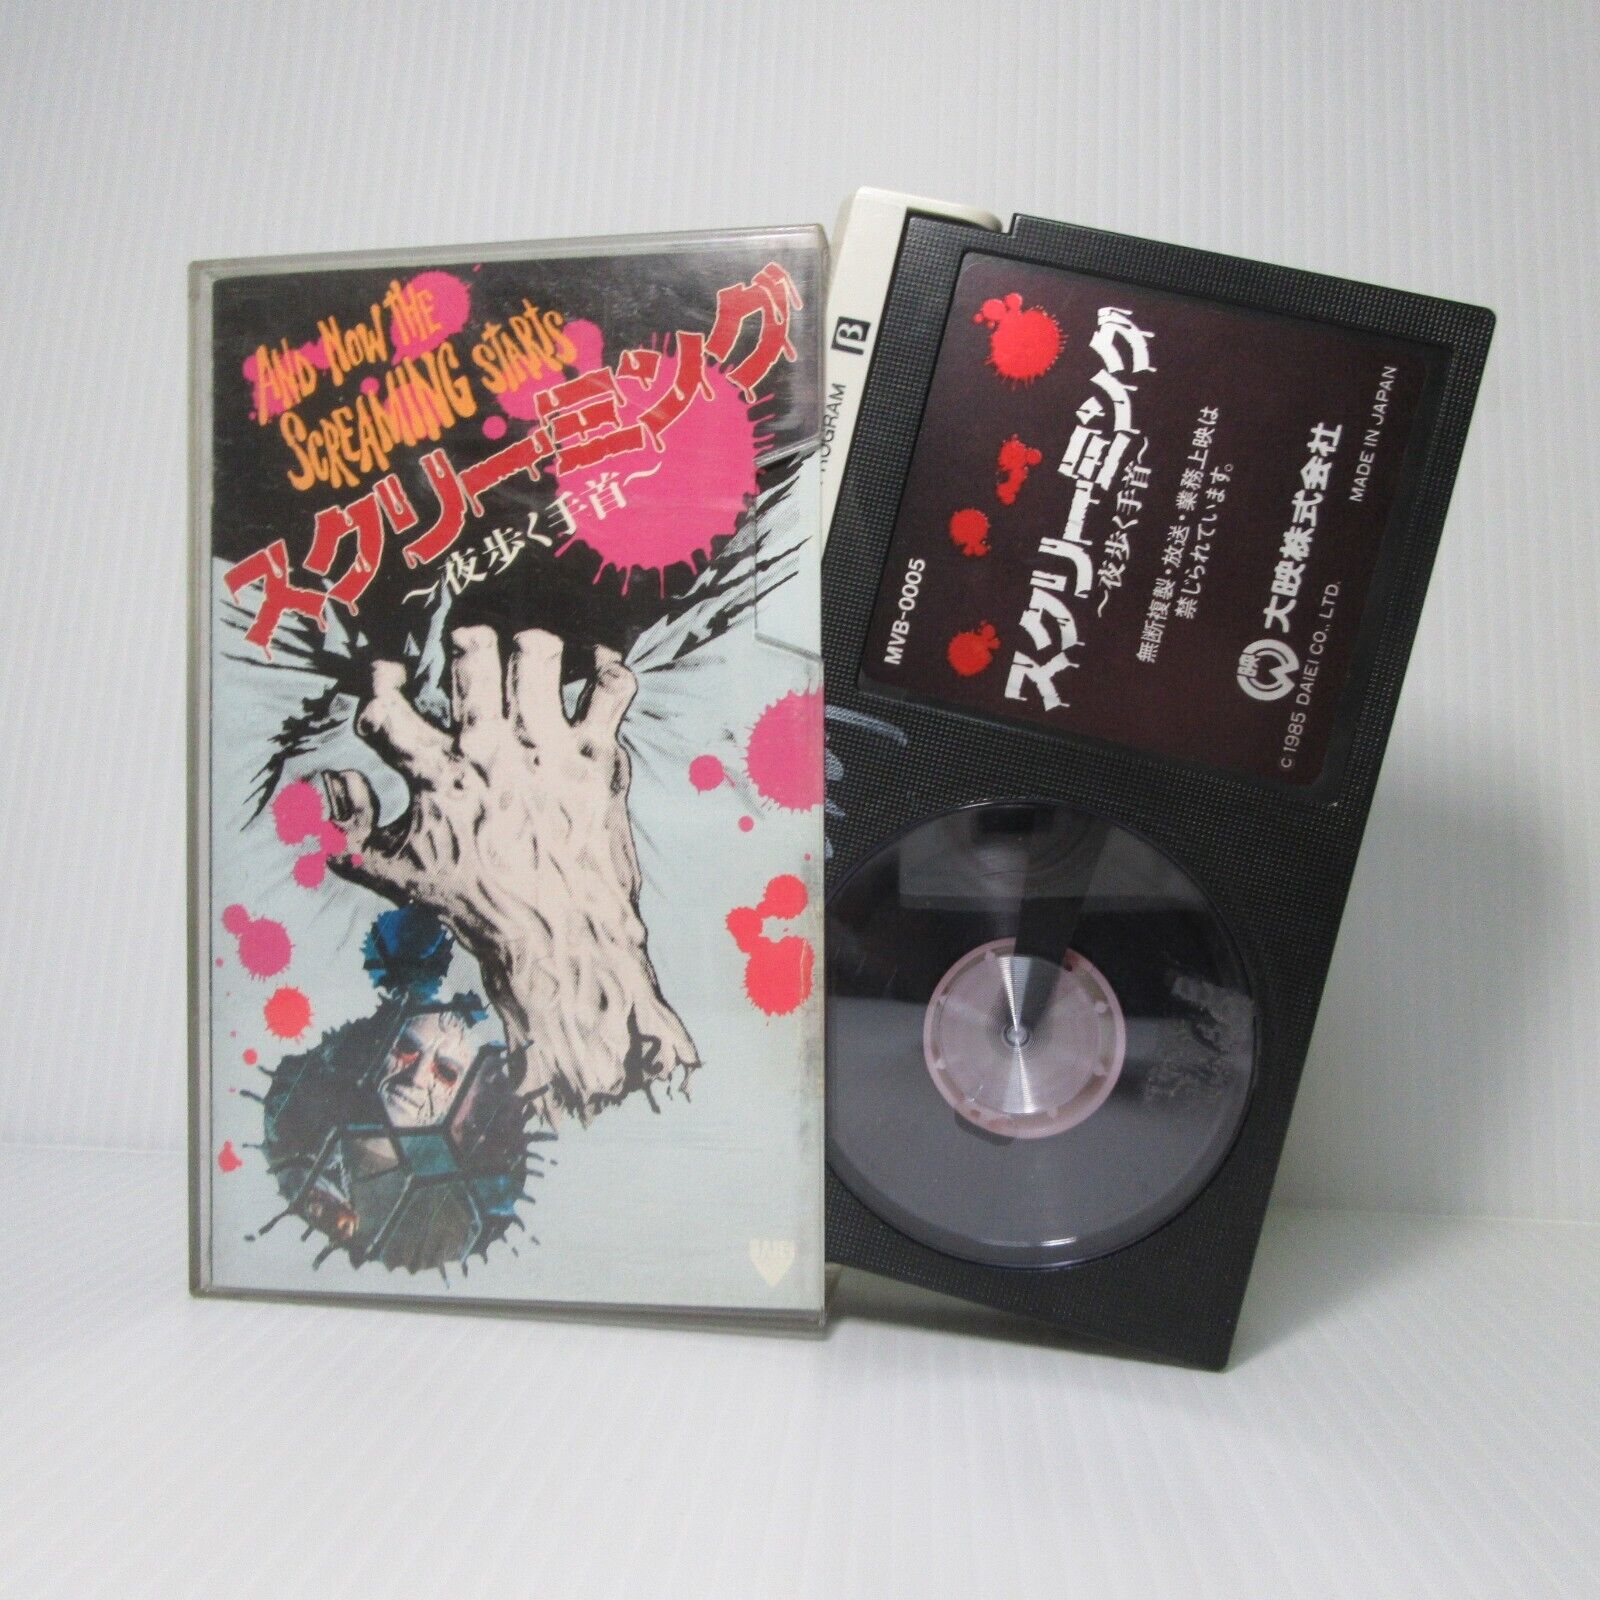 AND NOW THE
SCREAMING STARTS
スクリーミング
〜夜歩く手首〜
DAIEI
β
MVB-0005
スクリーミング
〜夜歩く手首〜
無断複製・放送・業務上映は
禁じられています。
大映株式会社
C 1985 DAIEI CO., LTD.
MADE IN JAPAN